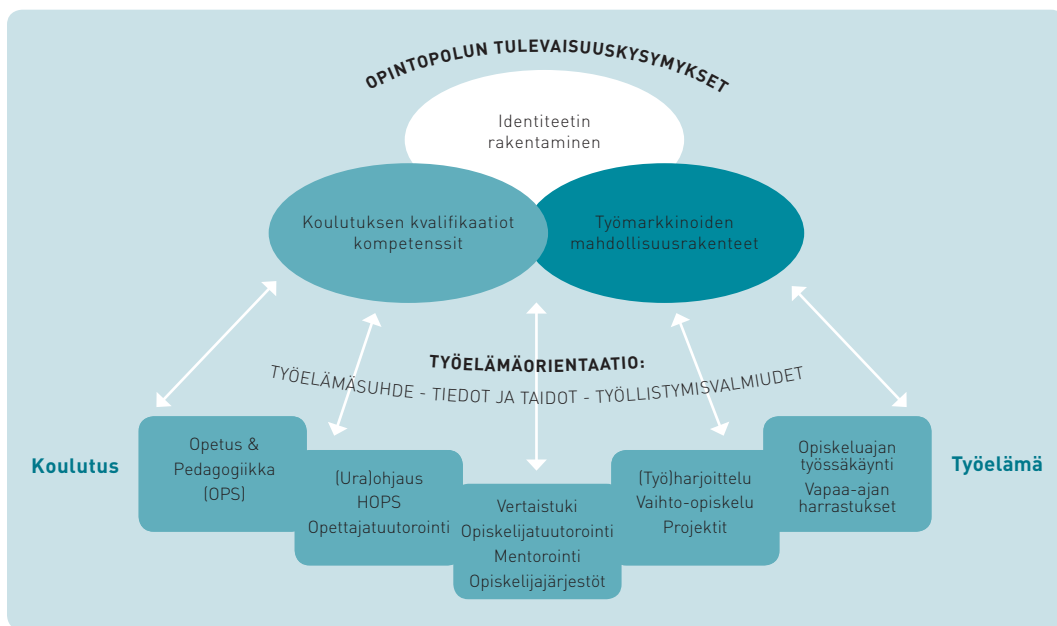 OPINTOPOLUN TULEVAISUUSKYSYMYKSET
Identiteetin
rakentaminen
Koulutuksen kvalifikaatiot
kompetenssit
Työmarkkinoiden
mahdollisuusrakenteet
TYÖELÄMÄORIENTAATIO:
TYÖELÄMÄSUHDE - TIEDOT JA TAIDOT - TYÖLLISTYMISVALMIUDET
Koulutus
Opetus &
Pedagogiikka
(OPS)
(Ura)ohjaus
HOPS
Opettajatuutorointi
Vertaistuki
Opiskelijatuutorointi
Mentorointi
Opiskelijajärjestöt
(Työ)harjoittelu
Vaihto-opiskelu
Projektit
Opiskeluajan
työssäkäynti
Vapaa-ajan
harrastukset
Työelämä